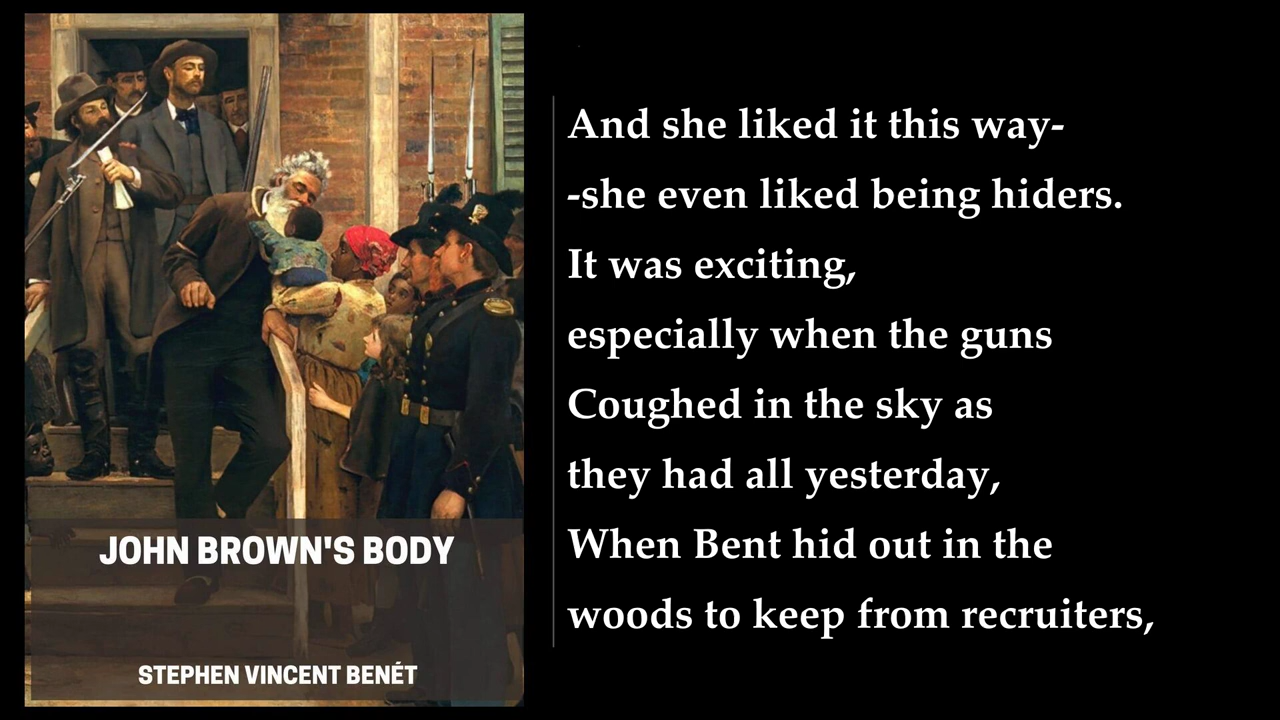 And she liked it this way-
-she even liked being hiders.
It was exciting,
especially when the guns
Coughed in the sky as
they had all yesterday,
When Bent hid out in the
woods to keep from recruiters,
JOHN BROWN'S BODY
STEPHEN VINCENT BENÉT